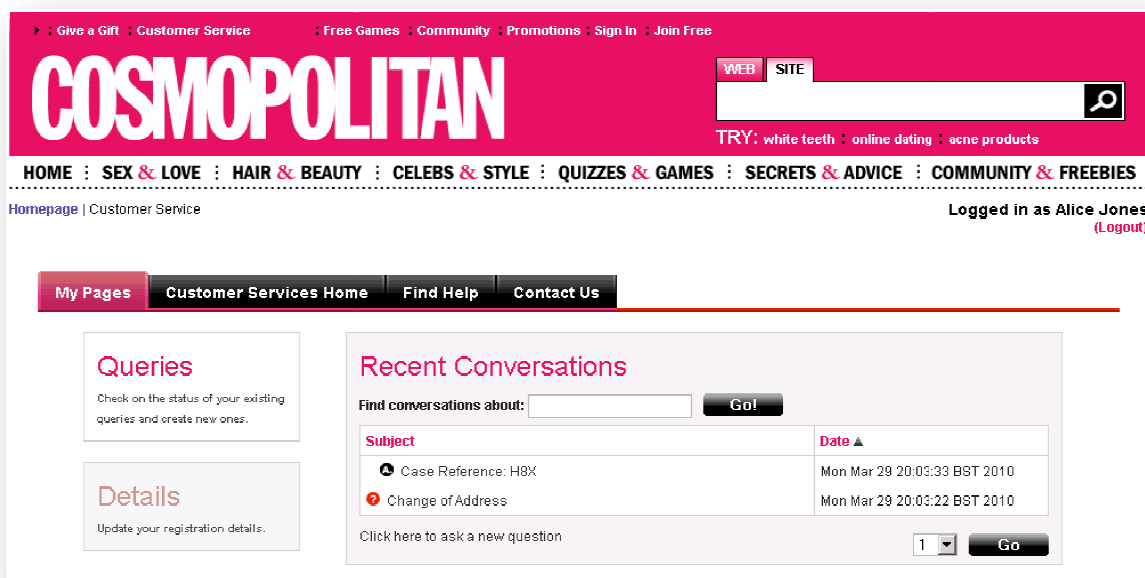 : Give a Gift : Customer Service : Free Games : Community : Promotions : Sign In : Join Free
COSMOPOLITAN
WEB SITE
TRY: white teeth : online dating : acne products
HOME : SEX & LOVE : HAIR & BEAUTY : CELEBS & STYLE : QUIZZES & GAMES : SECRETS & ADVICE : COMMUNITY & FREEBIES
Homepage | Customer Service
Logged in as Alice Jones
(Logout)
My Pages Customer Services Home Find Help Contact Us
Queries
Check on the status of your existing
queries and create new ones.
Details
Update your registration details.
Recent Conversations
Find conversations about: Go!
Subject Date ▲
A Case Reference: H8X Mon Mar 29 20:03:33 BST 2010
? Change of Address Mon Mar 29 20:03:22 BST 2010
Click here to ask a new question
1 Go